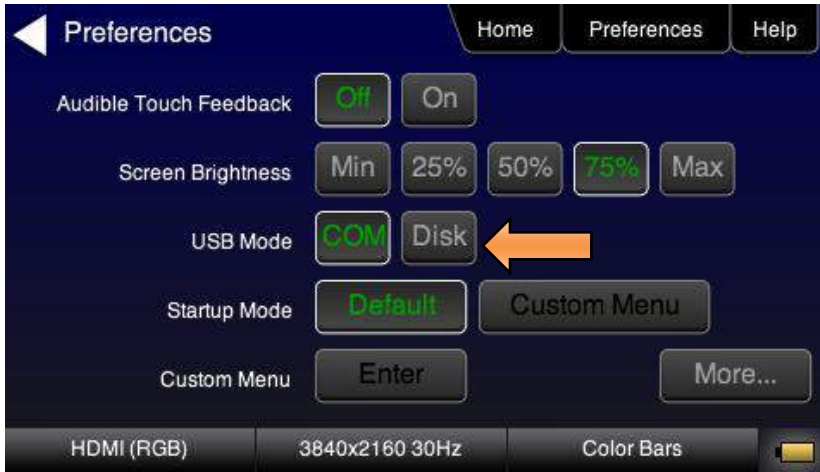 Preferences Home Preferences Help
Audible Touch Feedback Off On
Screen Brightness Min 25% 50% 75% Max
USB Mode COM Disk
Startup Mode Default Custom Menu
Custom Menu Enter More...
HDMI (RGB) 3840x2160 30Hz Color Bars